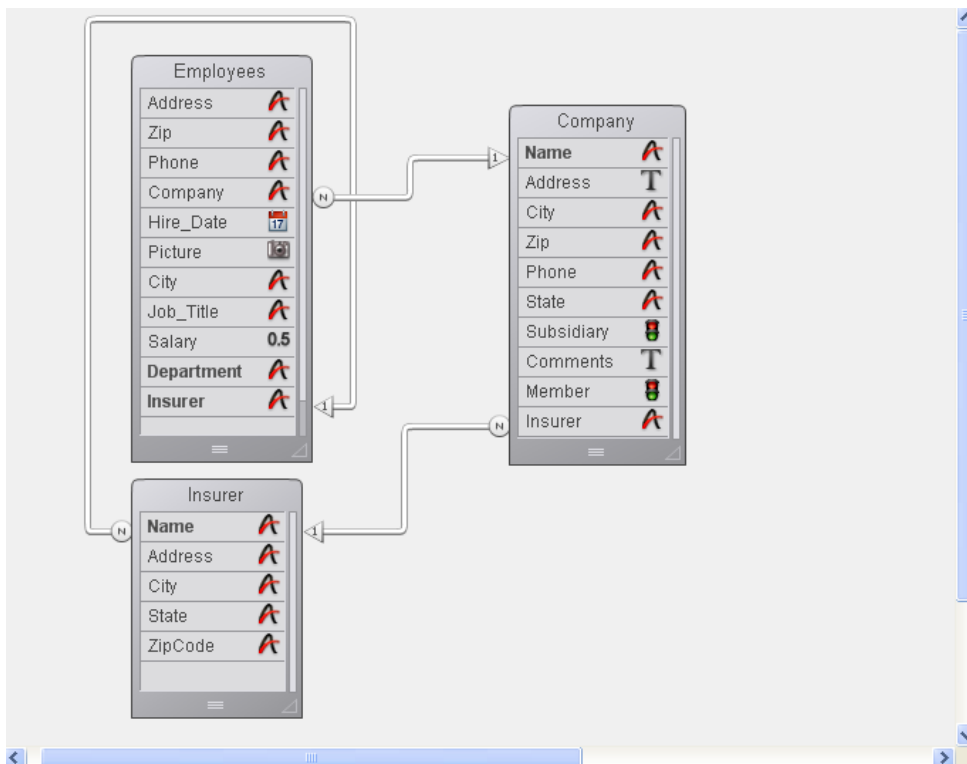 Employees
Address
Zip
Phone
Company
Hire_Date
17
Picture
City
Job_Title
Salary 0.5
Department
Insurer
N
1
1
Company
Name
Address T
City
Zip
Phone
State
Subsidiary
Comments T
Member
Insurer
N
Insurer
Name
Address
City
State
ZipCode
N
1